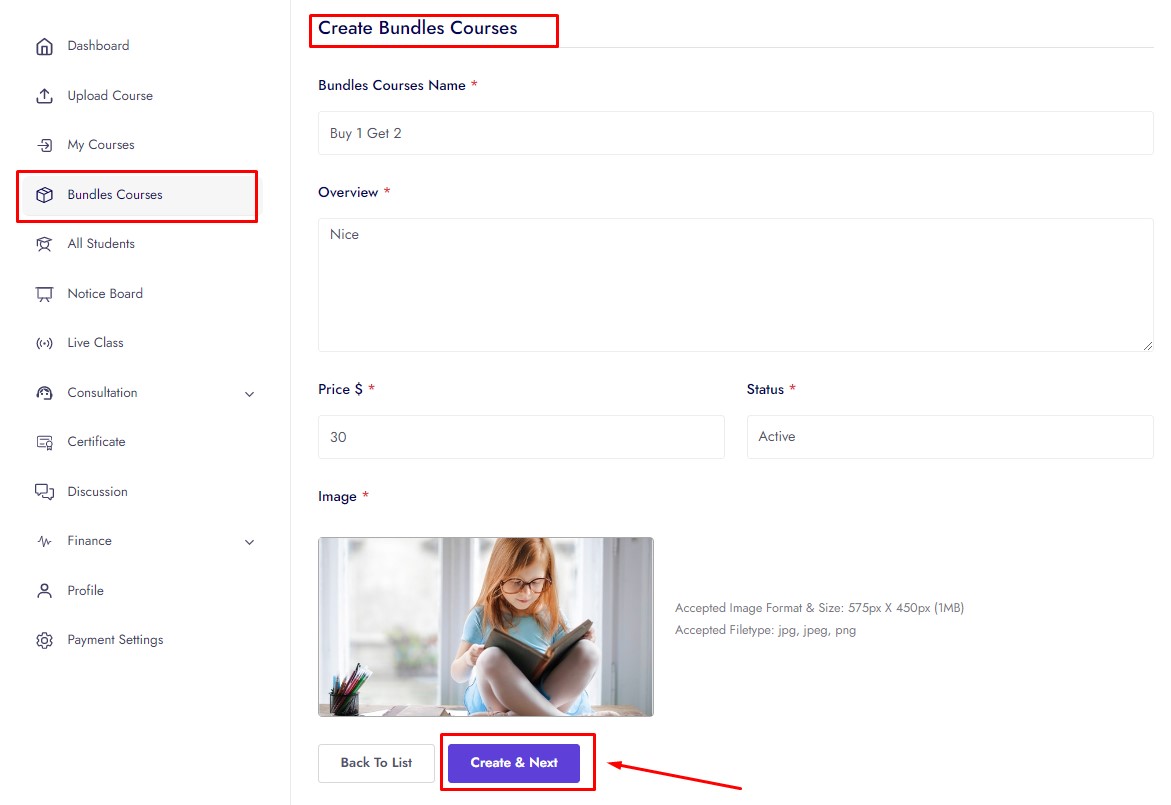 Dashboard
Upload Course
My Courses
Bundles Courses
All Students
Notice Board
Live Class
Consultation
Certificate
Discussion
Finance
Profile
Payment Settings
Create Bundles Courses
Bundles Courses Name *
Buy 1 Get 2
Overview *
Nice
Price $ *
Status *
30
Active
Image *
Accepted Image Format & Size: 575px X 450px (1MB)
Accepted Filetype: jpg, jpeg, png
Back To List
Create & Next